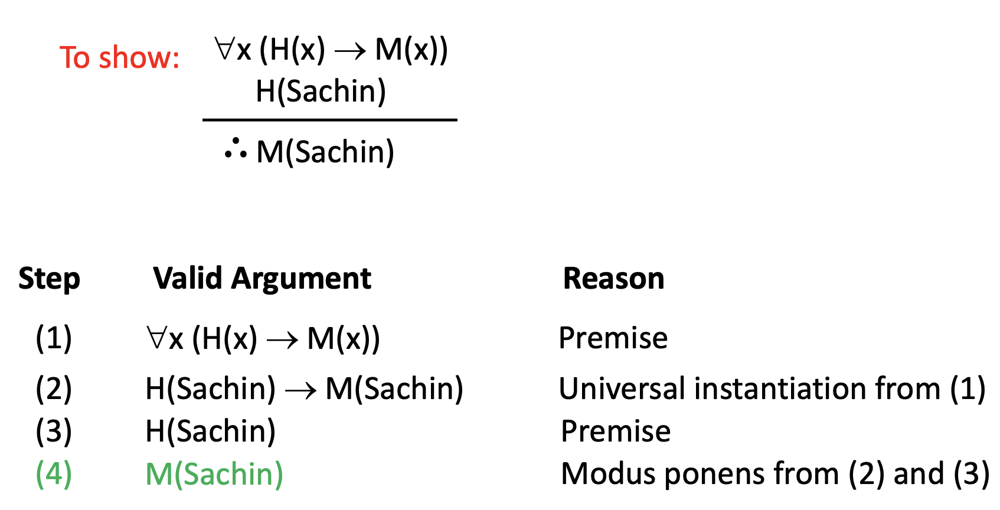 To show: ∀x (H(x) → M(x))
H(Sachin)
∴ M(Sachin)
Step Valid Argument Reason
(1) ∀x (H(x) → M(x)) Premise
(2) H(Sachin) → M(Sachin) Universal instantiation from (1)
(3) H(Sachin) Premise
(4) M(Sachin) Modus ponens from (2) and (3)